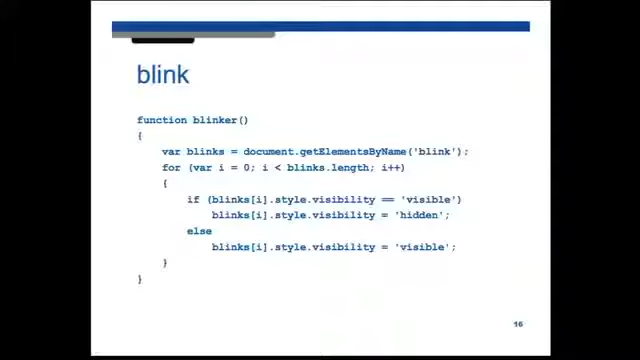 blink
function blinker()
{
var blinks = document.getElementsByName('blink');
for (var i = 0; i < blinks.length; i++)
{
if (blinks[i].style.visibility == 'visible')
blinks[i].style.visibility = 'hidden';
else
blinks[i].style.visibility = 'visible';
}
}
16